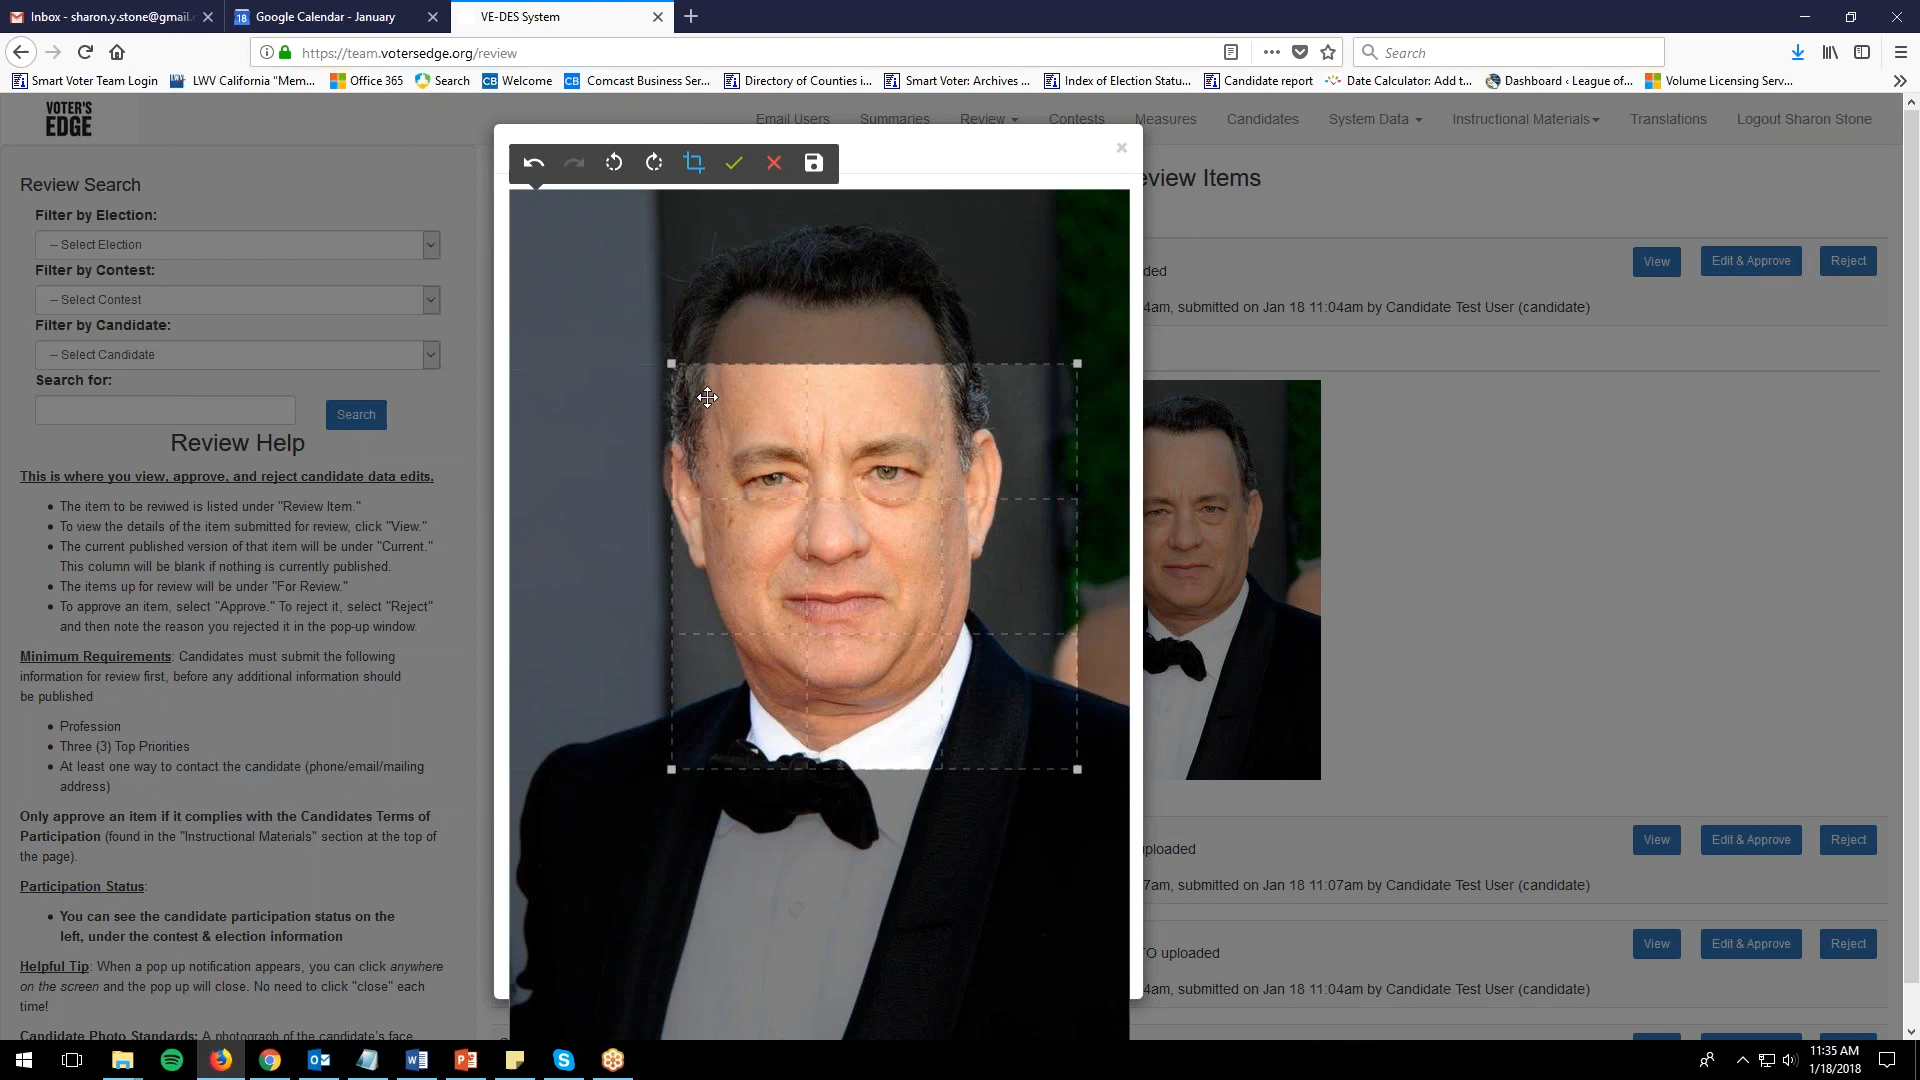 Inbox - sharon.y.stone@gmail.
Google Calendar - January
VE-DES System
https://team.votersedge.org/review
Search
Smart Voter Team Login
LWV California "Mem...
Office 365
Search
Welcome
Comcast Business Ser...
Directory of Counties i...
Smart Voter: Archives ...
Index of Election Statu...
Candidate report
Date Calculator: Add t...
Dashboard ‹ League of...
Volume Licensing Serv...
VOTER'S
EDGE
Email Users
Summaries
Review
Contests
Measures
Candidates
System Data
Instructional Materials
Translations
Logout Sharon Stone
Review Search
Filter by Election:
-- Select Election
Filter by Contest:
-- Select Contest
Filter by Candidate:
-- Select Candidate
Search for:
Search
Review Help
This is where you view, approve, and reject candidate data edits.
• The item to be reviwed is listed under "Review Item."
• To view the details of the item submitted for review, click "View."
• The current published version of that item will be under "Current."
This column will be blank if nothing is currently published.
• The items up for review will be under "For Review."
• To approve an item, select "Approve." To reject it, select "Reject"
and then note the reason you rejected it in the pop-up window.
Minimum Requirements: Candidates must submit the following
information for review first, before any additional information should
be published
• Profession
• Three (3) Top Priorities
• At least one way to contact the candidate (phone/email/mailing
address)
Only approve an item if it complies with the Candidates Terms of
Participation (found in the "Instructional Materials" section at the top of
the page).
Participation Status:
• You can see the candidate participation status on the
left, under the contest & election information
Helpful Tip: When a pop up notification appears, you can click anywhere
on the screen and the pop up will close. No need to click "close" each
time!
Candidate Photo Standards: A photograph of the candidate's face
×
eview Items
ded
View
Edit & Approve
Reject
4am, submitted on Jan 18 11:04am by Candidate Test User (candidate)
ploaded
View
Edit & Approve
Reject
7am, submitted on Jan 18 11:07am by Candidate Test User (candidate)
TO uploaded
View
Edit & Approve
Reject
4am, submitted on Jan 18 11:04am by Candidate Test User (candidate)
11:35 AM
1/18/2018